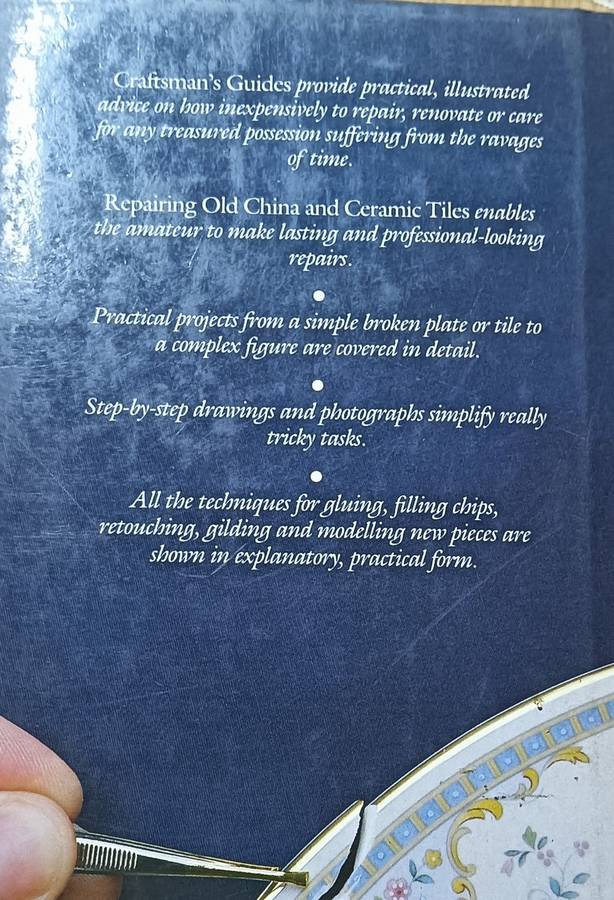 Craftsman's Guides provide practical, illustrated
advice on how inexpensively to repair, renovate or care
for any treasured possession suffering from the ravages
of time.
Repairing Old China and Ceramic Tiles enables
the amateur to make lasting and professional-looking
repairs.
Practical projects from a simple broken plate or tile to
a complex figure are covered in detail.
Step-by-step drawings and photographs simplify really
tricky tasks.
All the techniques for gluing, filling chips,
retouching, gilding and modelling new pieces are
shown in explanatory, practical form.